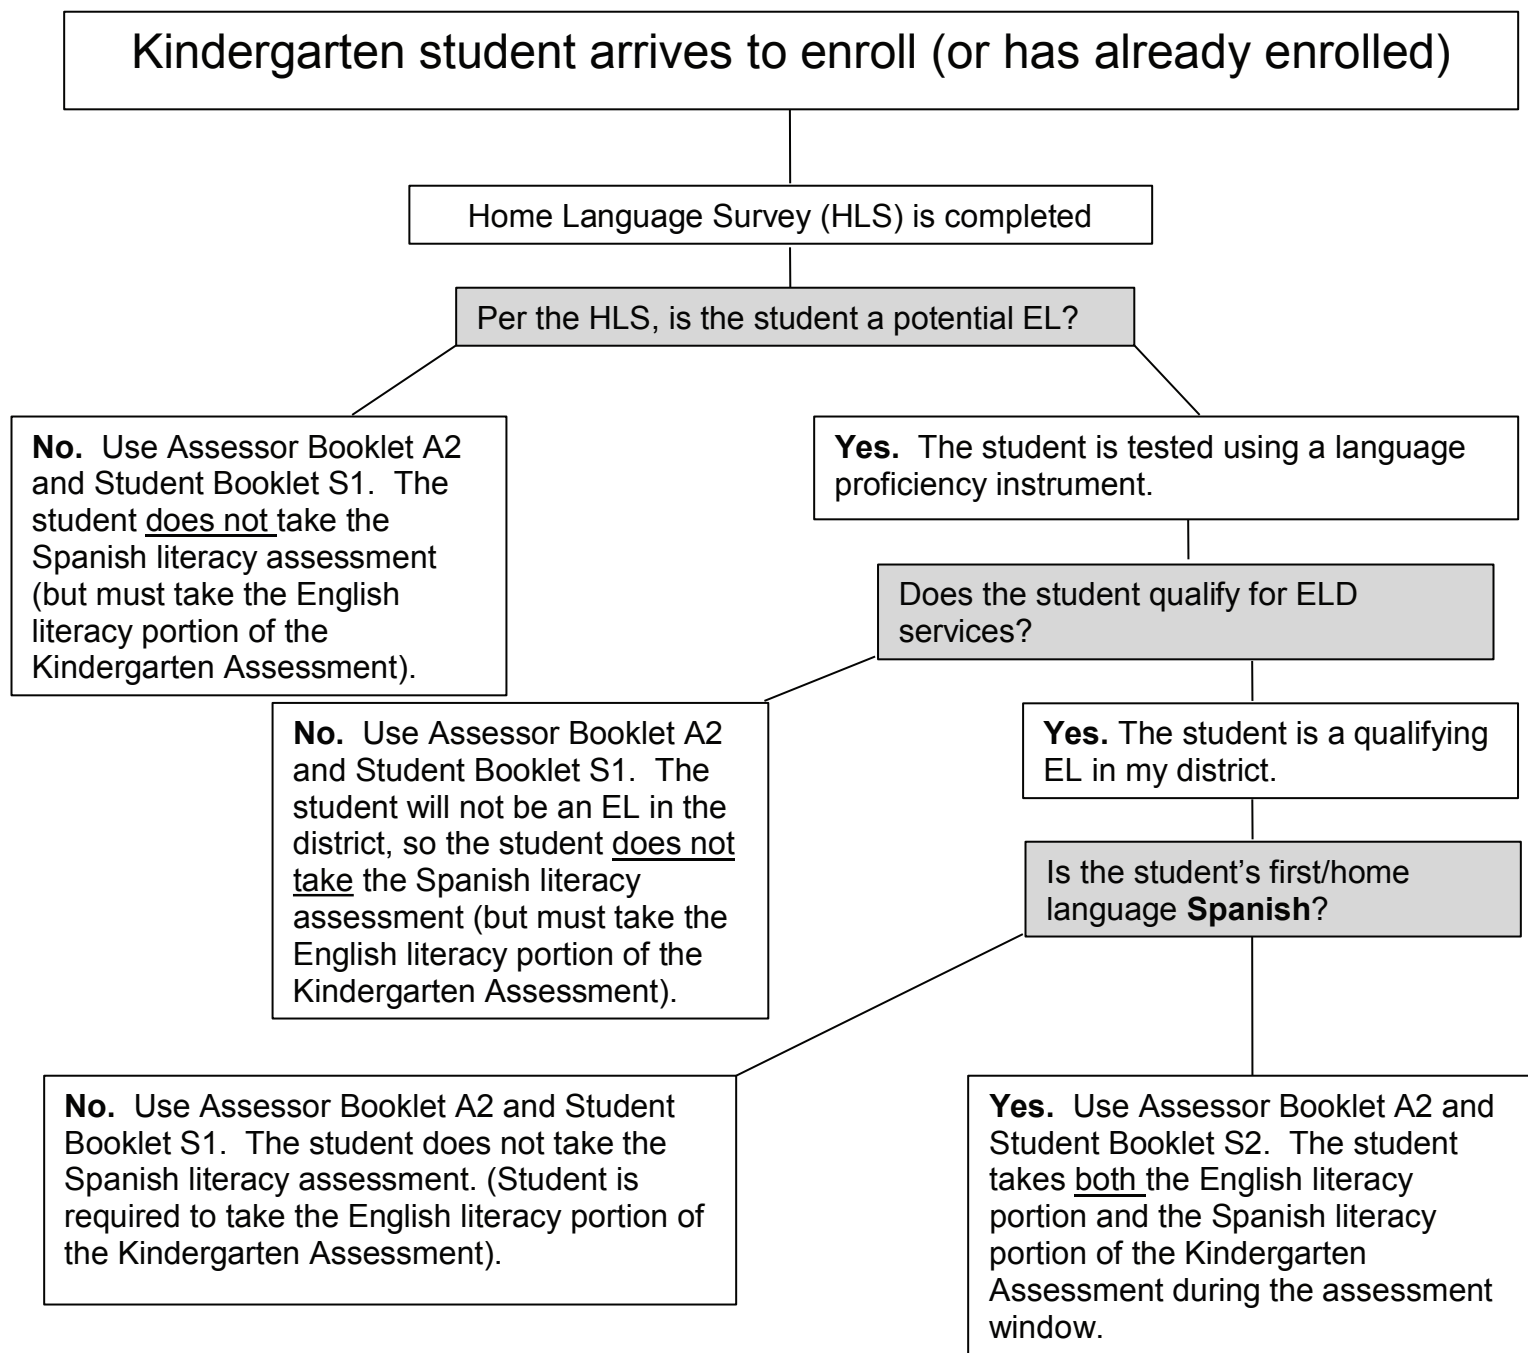 Kindergarten student arrives to enroll (or has already enrolled)
Home Language Survey (HLS) is completed
Per the HLS, is the student a potential EL?
No.  Use Assessor Booklet A2
and Student Booklet S1.  The
student does not take the
Spanish literacy assessment
(but must take the English
literacy portion of the
Kindergarten Assessment).
Yes.  The student is tested using a language
proficiency instrument.
Does the student qualify for ELD
services?
No.  Use Assessor Booklet A2
and Student Booklet S1.  The
student will not be an EL in the
district, so the student does not
take the Spanish literacy
assessment (but must take the
English literacy portion of the
Kindergarten Assessment).
Yes. The student is a qualifying
EL in my district.
Is the student’s first/home
language Spanish?
No.  Use Assessor Booklet A2 and Student
Booklet S1.  The student does not take the
Spanish literacy assessment. (Student is
required to take the English literacy portion of
the Kindergarten Assessment).
Yes.  Use Assessor Booklet A2 and
Student Booklet S2.  The student
takes both the English literacy
portion and the Spanish literacy
portion of the Kindergarten
Assessment during the assessment
window.